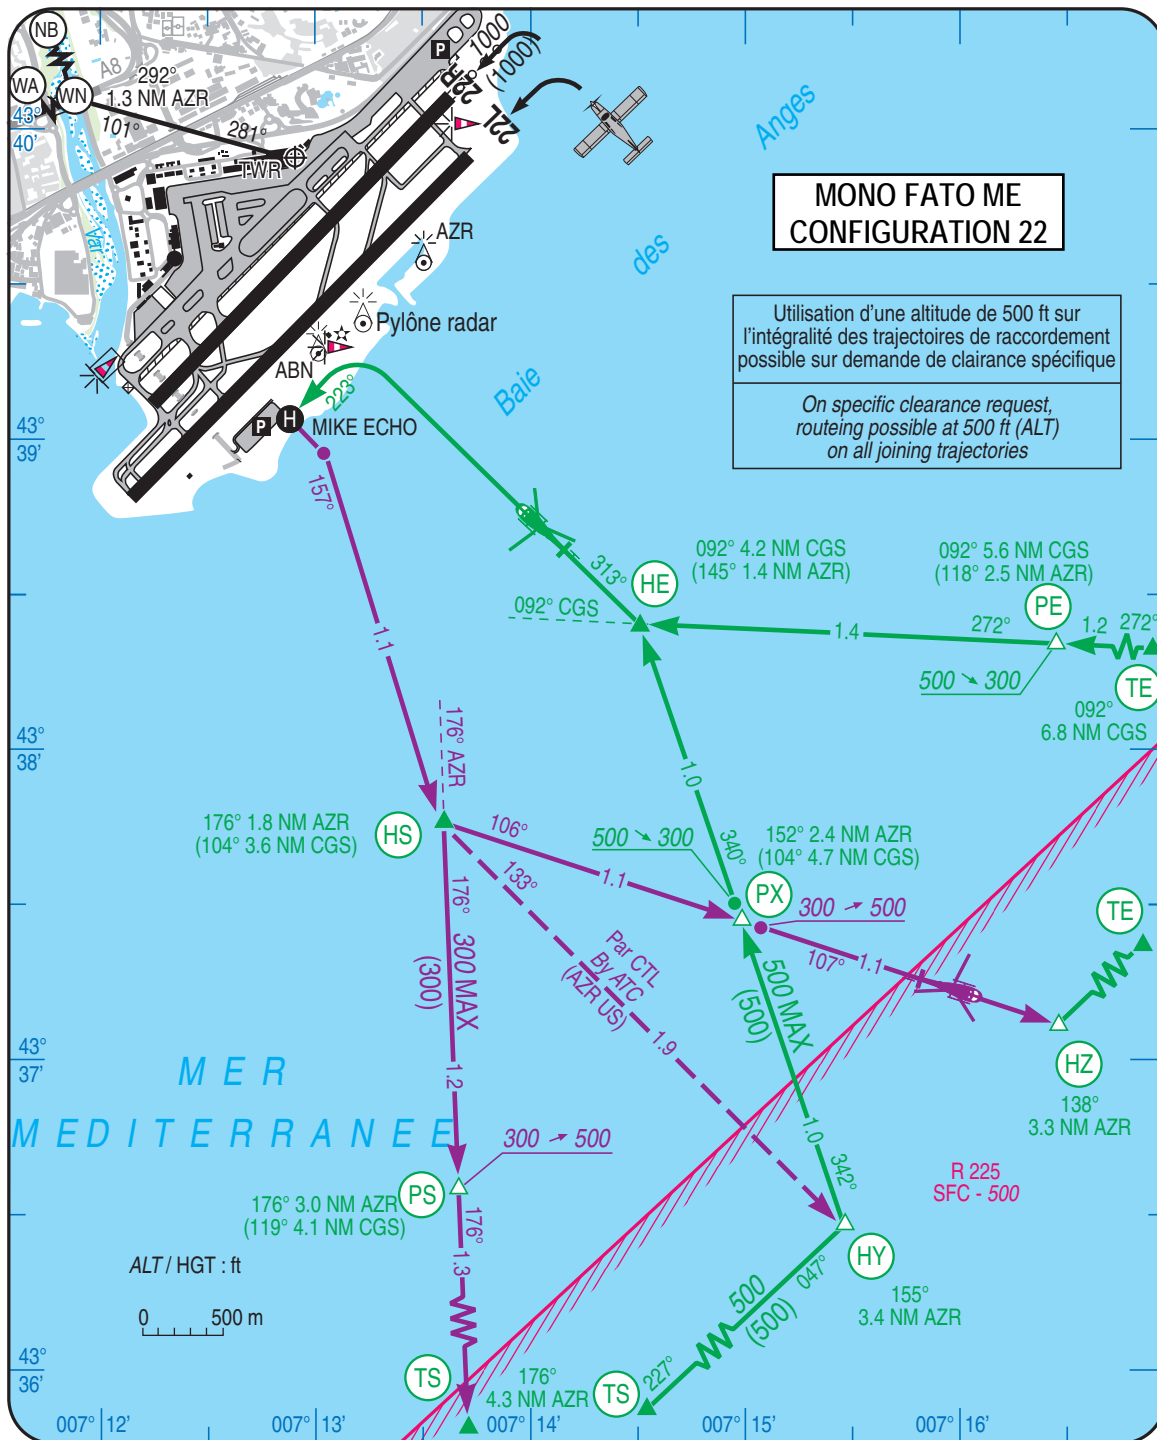 NB
WA
WN
A8
292°
1.3 NM AZR
101°
281°
TWR
Var
43°
40'
P
22R
1000
(1000)
22L
Anges
des
Baie
MONO FATO ME
CONFIGURATION 22
AZR
Pylône radar
ABN
Utilisation d'une altitude de 500 ft sur
l'intégralité des trajectoires de raccordement
possible sur demande de clairance spécifique
On specific clearance request,
routeing possible at 500 ft (ALT)
on all joining trajectories
223°
P
H
MIKE ECHO
43°
39'
157°
313°
HE
092° 4.2 NM CGS
(145° 1.4 NM AZR)
092° 5.6 NM CGS
(118° 2.5 NM AZR)
PE
092° CGS
1.4
272°
1.2
272°
500 ➘ 300
TE
092°
6.8 NM CGS
1.1
43°
38'
176° AZR
1.0
340°
176° 1.8 NM AZR
(104° 3.6 NM CGS)
HS
106°
133°
1.1
500 ➘ 300
152° 2.4 NM AZR
(104° 4.7 NM CGS)
PX
300 ➚ 500
TE
176°
300 MAX
(300)
Par CTL
By ATC
(AZR US)
500 MAX
(500)
107°
1.1
1.9
43°
37'
MER
MEDITERRANEE
1.2
1.0
342°
HZ
138°
3.3 NM AZR
300 ➚ 500
R 225
SFC - 500
PS
176° 3.0 NM AZR
(119° 4.1 NM CGS)
176°
1.3
HY
155°
3.4 NM AZR
047°
500
(500)
227°
ALT / HGT : ft
0 500 m
43°
36'
TS
176°
4.3 NM AZR
TS
007° 12'
007° 13'
007° 14'
007° 15'
007° 16'